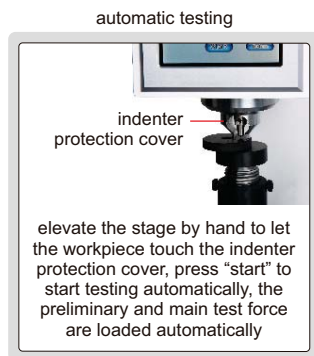 automatic testing
indenter
protection cover
elevate the stage by hand to let
the workpiece touch the indenter
protection cover, press “start” to
start testing automatically, the
preliminary and main test force
are loaded automatically